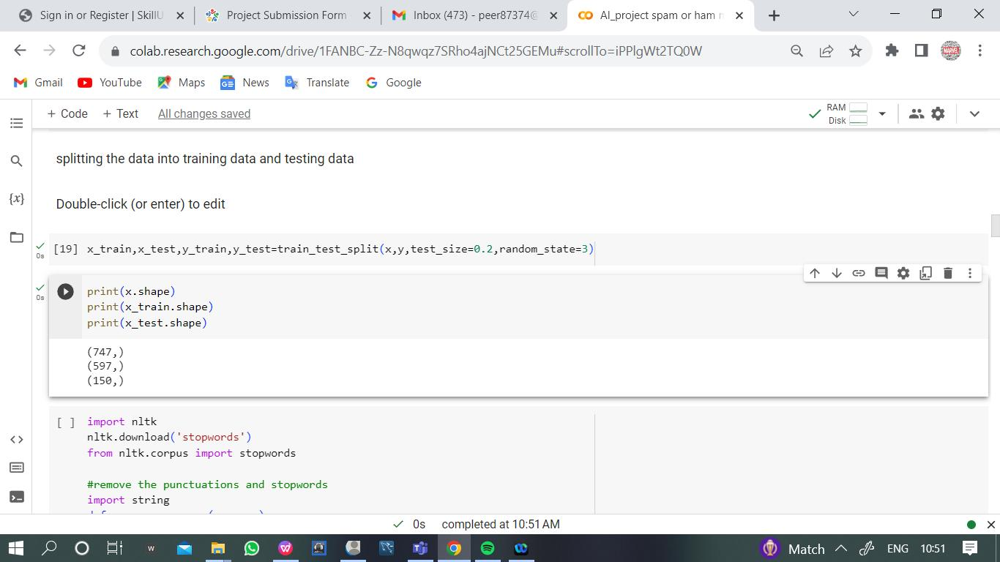 Sign in or Register | SkillU
Project Submission Form
Inbox (473) - peer87374@
AI_project spam or ham m
colab.research.google.com/drive/1FANBC-Zz-N8qwqz7SRho4ajNCt25GEMu#scrollTo=iPPlgWt2TQ0W
Gmail
YouTube
Maps
News
Translate
Google
+ Code
+ Text
All changes saved
RAM
Disk
splitting the data into training data and testing data
Double-click (or enter) to edit
0s
[19] x_train,x_test,y_train,y_test=train_test_split(x,y,test_size=0.2,random_state=3)
0s
print(x.shape)
print(x_train.shape)
print(x_test.shape)
(747,)
(597,)
(150,)
[ ] import nltk
nltk.download('stopwords')
from nltk.corpus import stopwords
#remove the punctuations and stopwords
import string
0s completed at 10:51 AM
Match
ENG
10:51